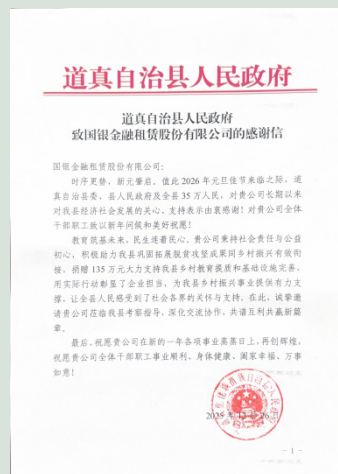 道真自治县人民政府
道真自治县人民政府
致国银金融租赁股份有限公司的感谢信
国银金融租赁股份有限公司：
时序更替，新元肇启。值此 2026 年元旦佳节来临之际，道
真自治县委、县人民政府及全县 35 万人民，对贵公司长期以来
对我县经济社会发展的关心、支持表示由衷感谢！对贵公司全体
干部职工致以新年问候和美好祝愿！
教育筑基未来，民生连着民心。贵公司秉持社会责任与公益
初心，积极助力我县巩固拓展脱贫攻坚成果同乡村振兴有效衔
接，捐赠 135 万元大力支持我县乡村教育提质和基础设施完善，
用实际行动彰显了企业担当，为我县乡村振兴事业提供有力支
撑，让全县人民感受到了社会各界的关怀与支持。在此，诚挚邀
请贵公司莅临我县考察指导，深化交流协作，共谱互利共赢新篇
章。
最后，祝愿贵公司在新的一年各项事业蒸蒸日上，再创辉煌，
祝愿贵公司全体干部职工事业顺利、身体健康、阖家幸福、万事
如意！
2025 年 12 月 26 日
- 1 -